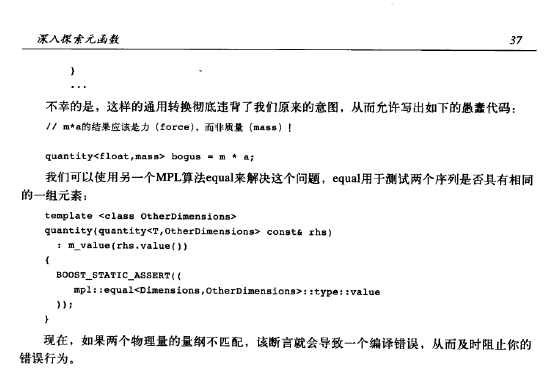 深入探索元函数 37
}
...
不幸的是，这样的通用转换彻底违背了我们原来的意图，从而允许写出如下的愚蠢代码：
// m*a的结果应该是力（force），而非质量（mass）！
quantity<float,mass> bogus = m * a;
我们可以使用另一个MPL算法equal来解决这个问题，equal用于测试两个序列是否具有相同
的一组元素：
template <class OtherDimensions>
quantity(quantity<T,OtherDimensions> const& rhs)
: m_value(rhs.value())
{
BOOST_STATIC_ASSERT((
mpl::equal<Dimensions,OtherDimensions>::type::value
));
}
现在，如果两个物理量的量纲不匹配，该断言就会导致一个编译错误，从而及时阻止你的
错误行为。